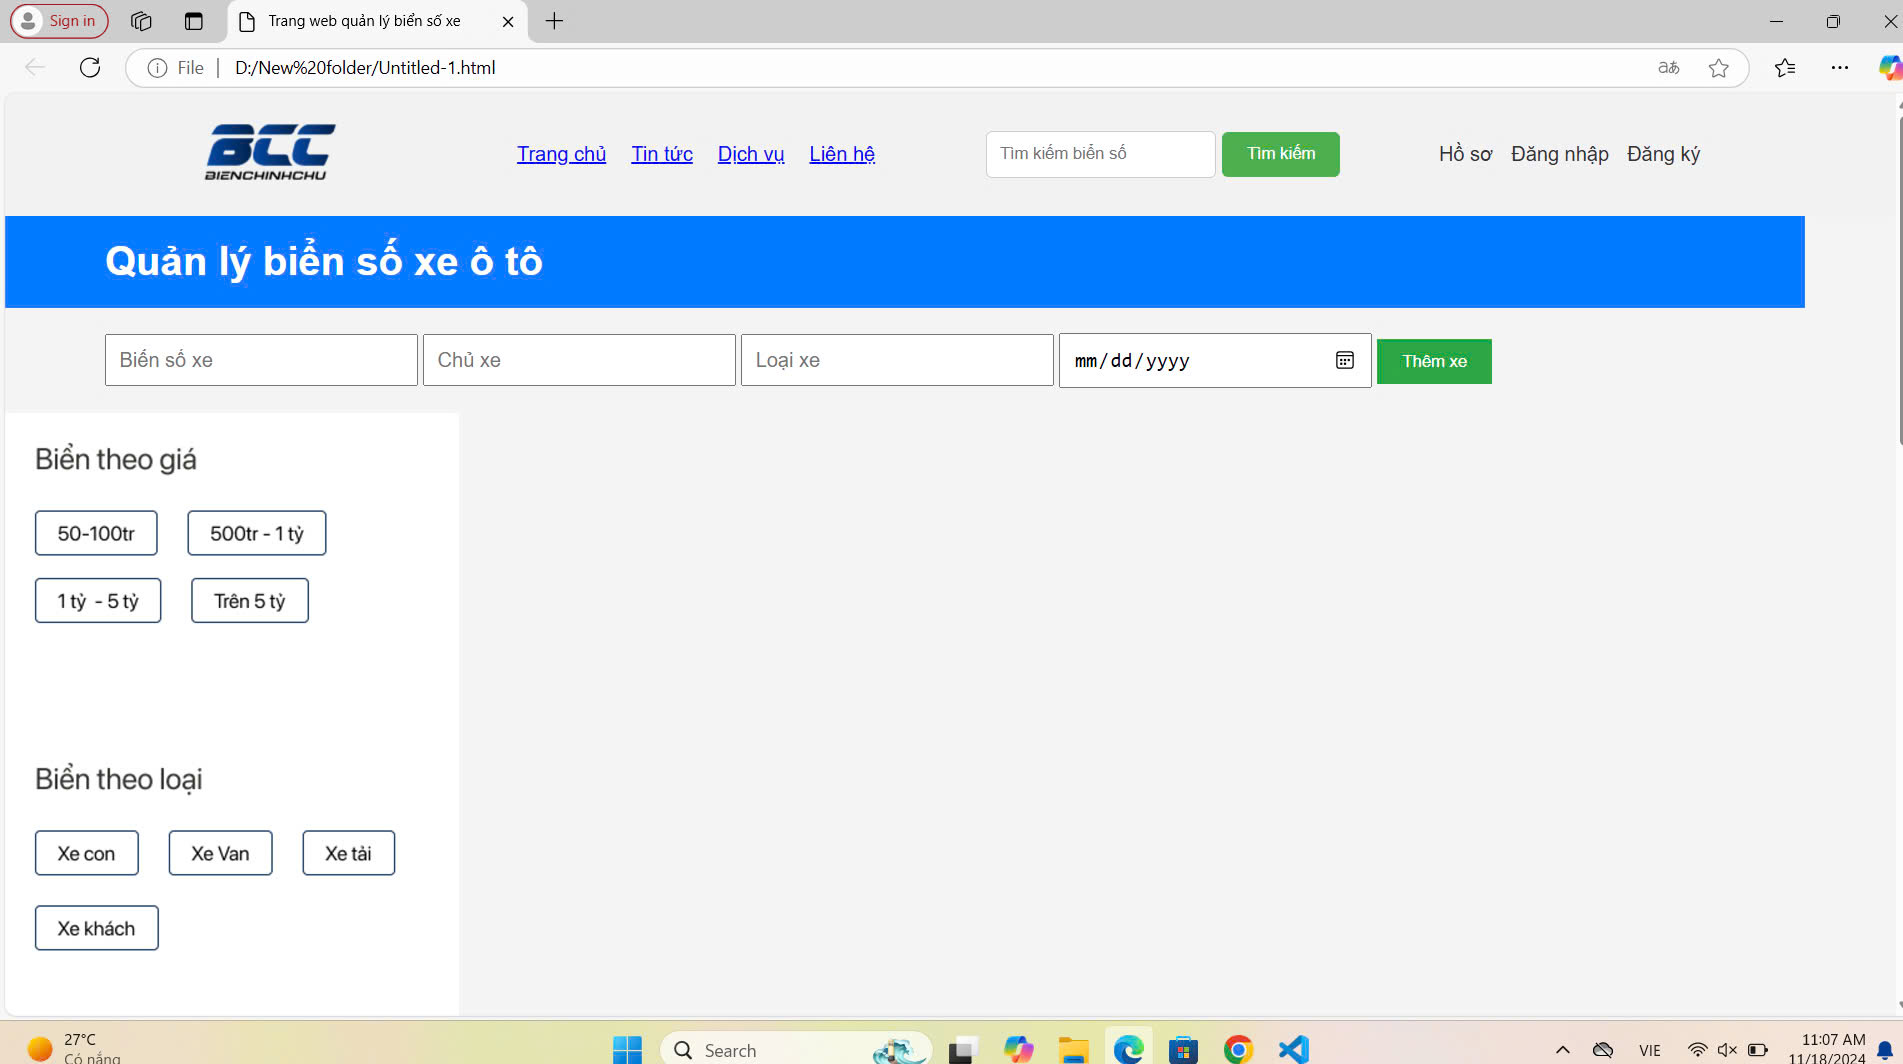 Sign in
Trang web quản lý biển số xe
File
D:/New%20folder/Untitled-1.html
aあ
BCC
BIENCHINHCHU
Trang chủ Tin tức Dịch vụ Liên hệ
Tìm kiếm biển số
Tìm kiếm
Hồ sơ Đăng nhập Đăng ký
Quản lý biển số xe ô tô
Biển số xe
Chủ xe
Loại xe
mm/dd/yyyy
Thêm xe
Biển theo giá
50-100tr
500tr - 1 tỷ
1 tỷ - 5 tỷ
Trên 5 tỷ
Biển theo loại
Xe con
Xe Van
Xe tải
Xe khách
27°C
Có nắng
Search
VIE
11:07 AM
11/18/2024